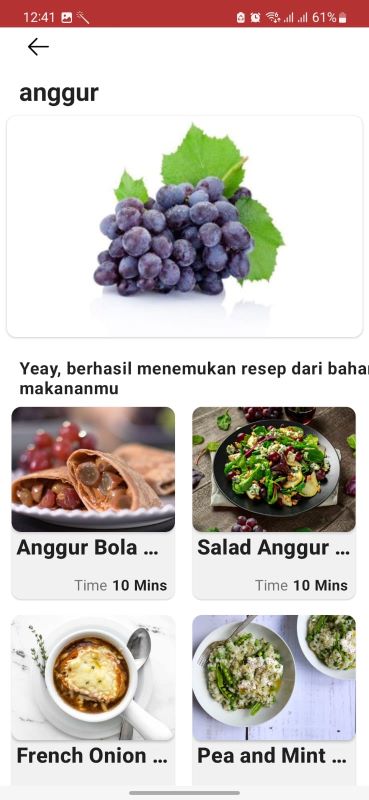 12:41 61%
anggur
Yeay, berhasil menemukan resep dari baha
makananmu
Anggur Bola ...
Salad Anggur ...
Time 10 Mins
Time 10 Mins
French Onion ...
Pea and Mint ...